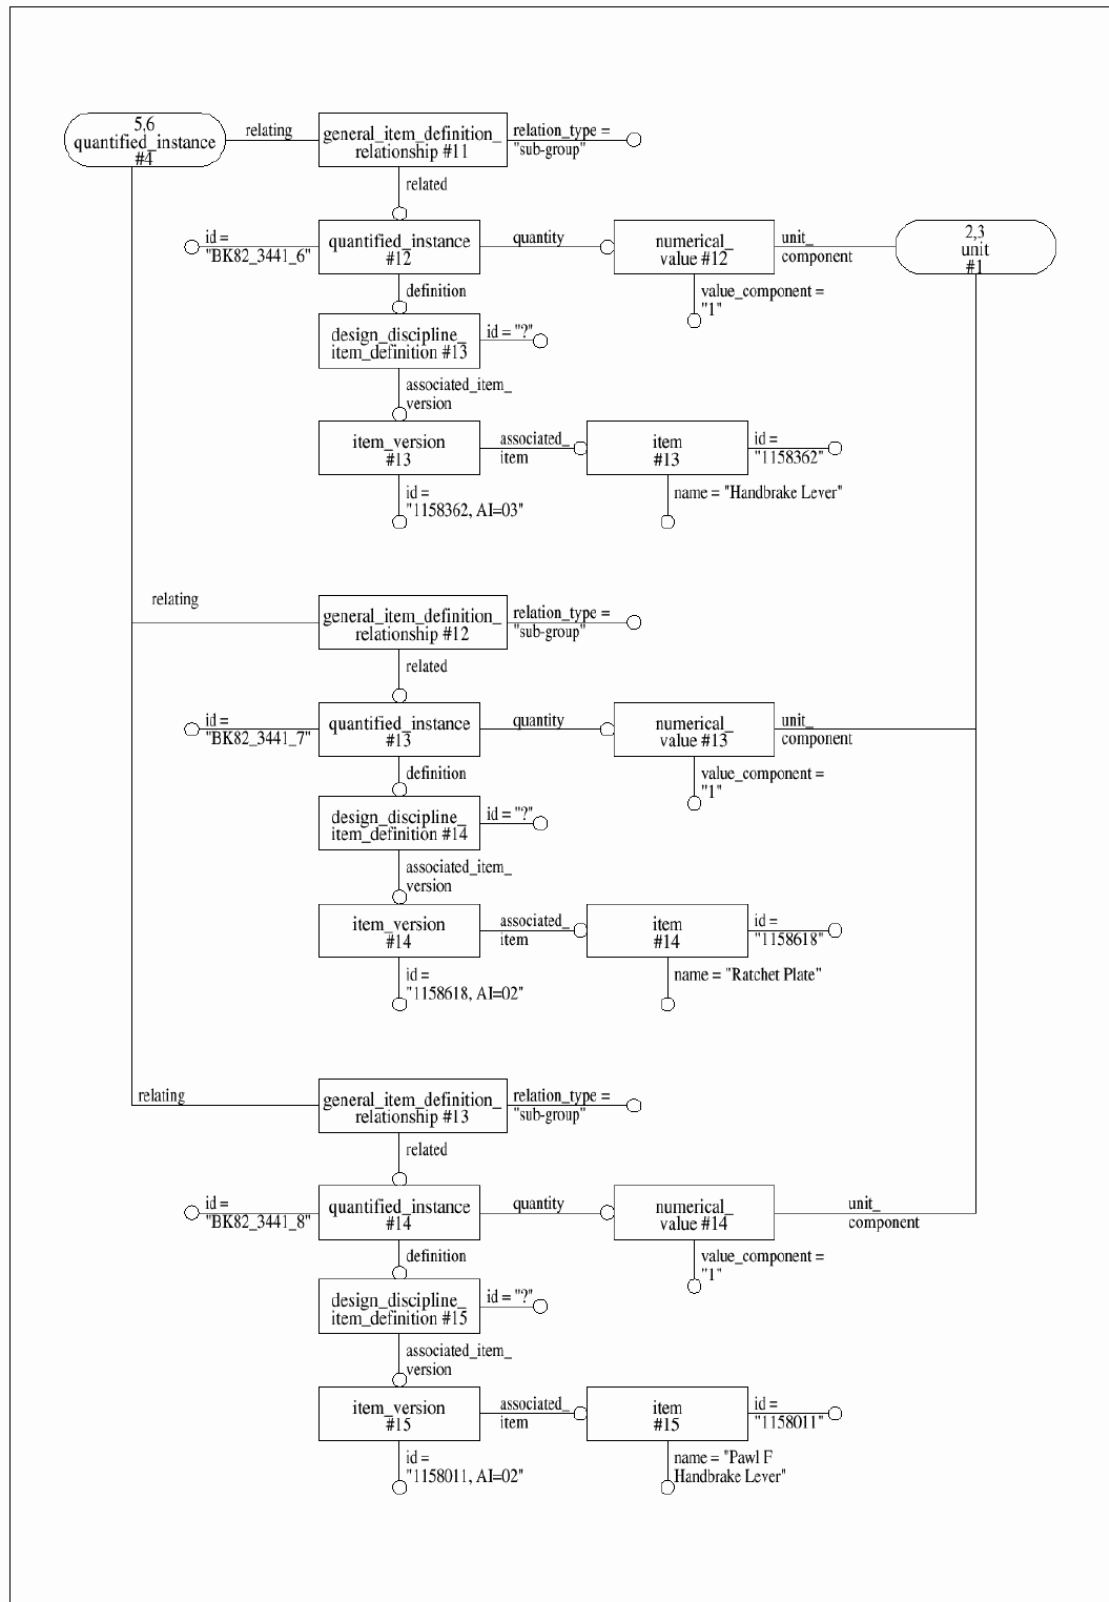 5,6
quantified_instance
#4
relating
general_item_definition_
relationship #11
relation_type =
"sub-group"
related
id =
"BK82_3441_6"
quantified_instance
#12
quantity
numerical_
value #12
unit_
component
2,3
unit
#1
definition
value_component =
"1"
design_discipline_
item_definition #13
id = "?"
associated_item_
version
item_version
#13
associated_
item
item
#13
id =
"1158362"
id =
"1158362, AI=03"
name = "Handbrake Lever"
relating
general_item_definition_
relationship #12
relation_type =
"sub-group"
related
id =
"BK82_3441_7"
quantified_instance
#13
quantity
numerical_
value #13
unit_
component
definition
value_component =
"1"
design_discipline_
item_definition #14
id = "?"
associated_item_
version
item_version
#14
associated_
item
item
#14
id =
"1158618"
id =
"1158618, AI=02"
name = "Ratchet Plate"
relating
general_item_definition_
relationship #13
relation_type =
"sub-group"
related
id =
"BK82_3441_8"
quantified_instance
#14
quantity
numerical_
value #14
unit_
component
definition
value_component =
"1"
design_discipline_
item_definition #15
id = "?"
associated_item_
version
item_version
#15
associated_
item
item
#15
id =
"1158011"
id =
"1158011, AI=02"
name = "Pawl F
Handbrake Lever"